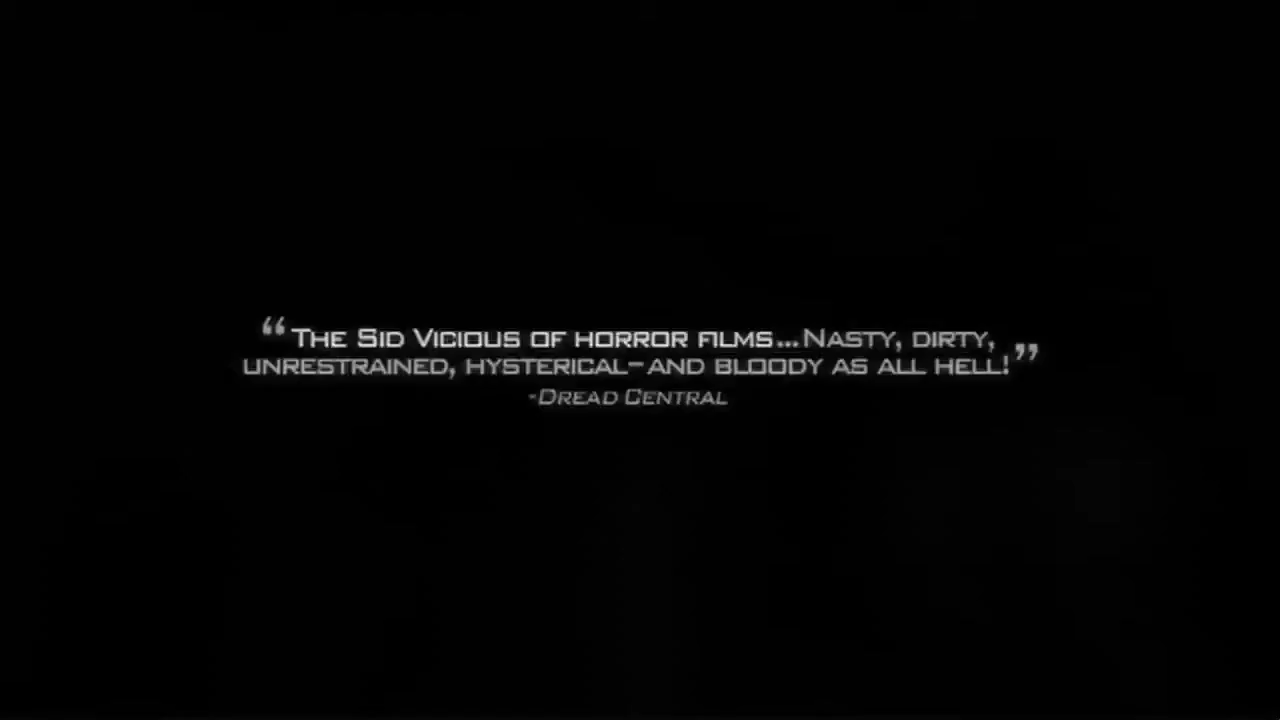 “The Sid Vicious of horror films...Nasty, dirty,
unrestrained, hysterical–and bloody as all hell!”
-Dread Central